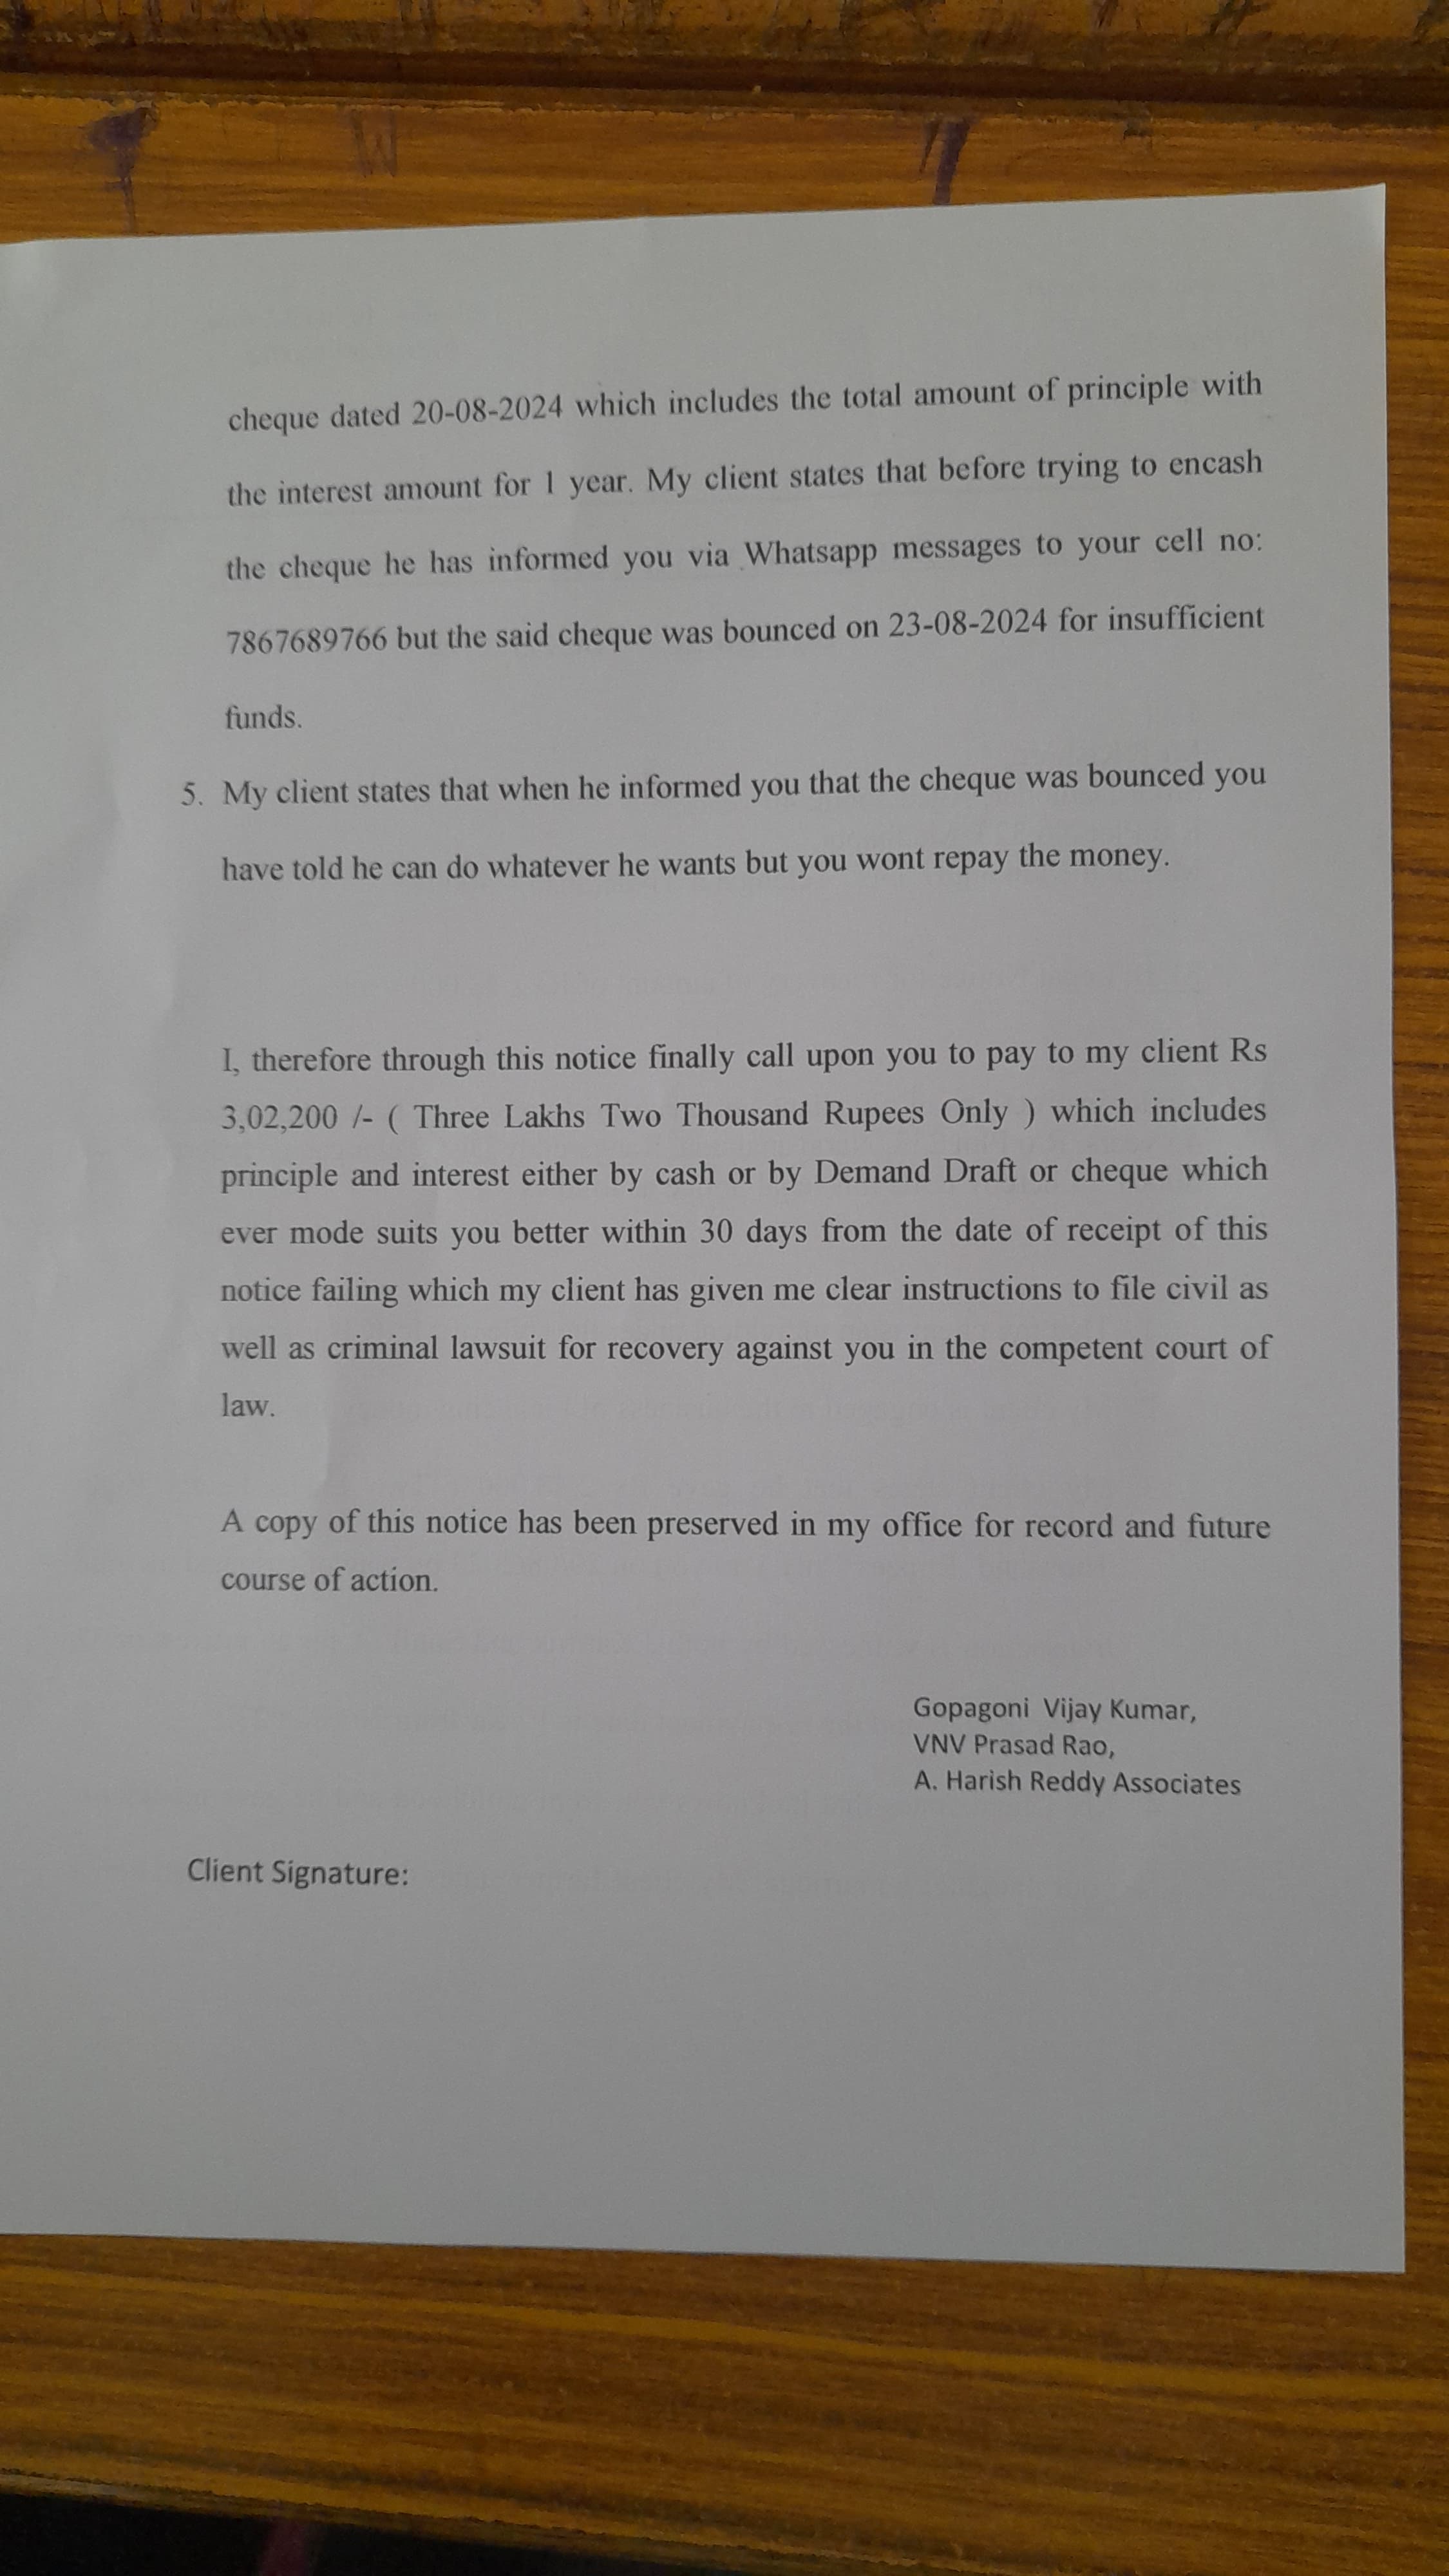 cheque dated 20-08-2024 which includes the total amount of principle with
the interest amount for 1 year. My client states that before trying to encash
the cheque he has informed you via Whatsapp messages to your cell no:
7867689766 but the said cheque was bounced on 23-08-2024 for insufficient
funds.
5. My client states that when he informed you that the cheque was bounced you
have told he can do whatever he wants but you wont repay the money.
I, therefore through this notice finally call upon you to pay to my client Rs
3,02,200 /- ( Three Lakhs Two Thousand Rupees Only ) which includes
principle and interest either by cash or by Demand Draft or cheque which
ever mode suits you better within 30 days from the date of receipt of this
notice failing which my client has given me clear instructions to file civil as
well as criminal lawsuit for recovery against you in the competent court of
law.
A copy of this notice has been preserved in my office for record and future
course of action.
Gopagoni Vijay Kumar,
VNV Prasad Rao,
A. Harish Reddy Associates
Client Signature: